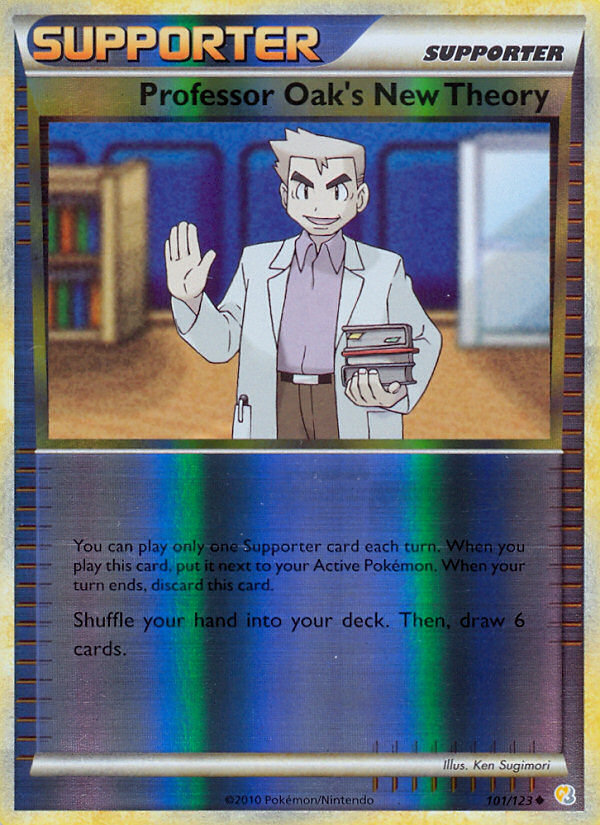 SUPPORTER
SUPPORTER
Professor Oak's New Theory
You can play only one Supporter card each turn. When you
play this card, put it next to your Active Pokémon. When your
turn ends, discard this card.
Shuffle your hand into your deck. Then, draw 6
cards.
Illus. Ken Sugimori
©2010 Pokémon/Nintendo
101/123